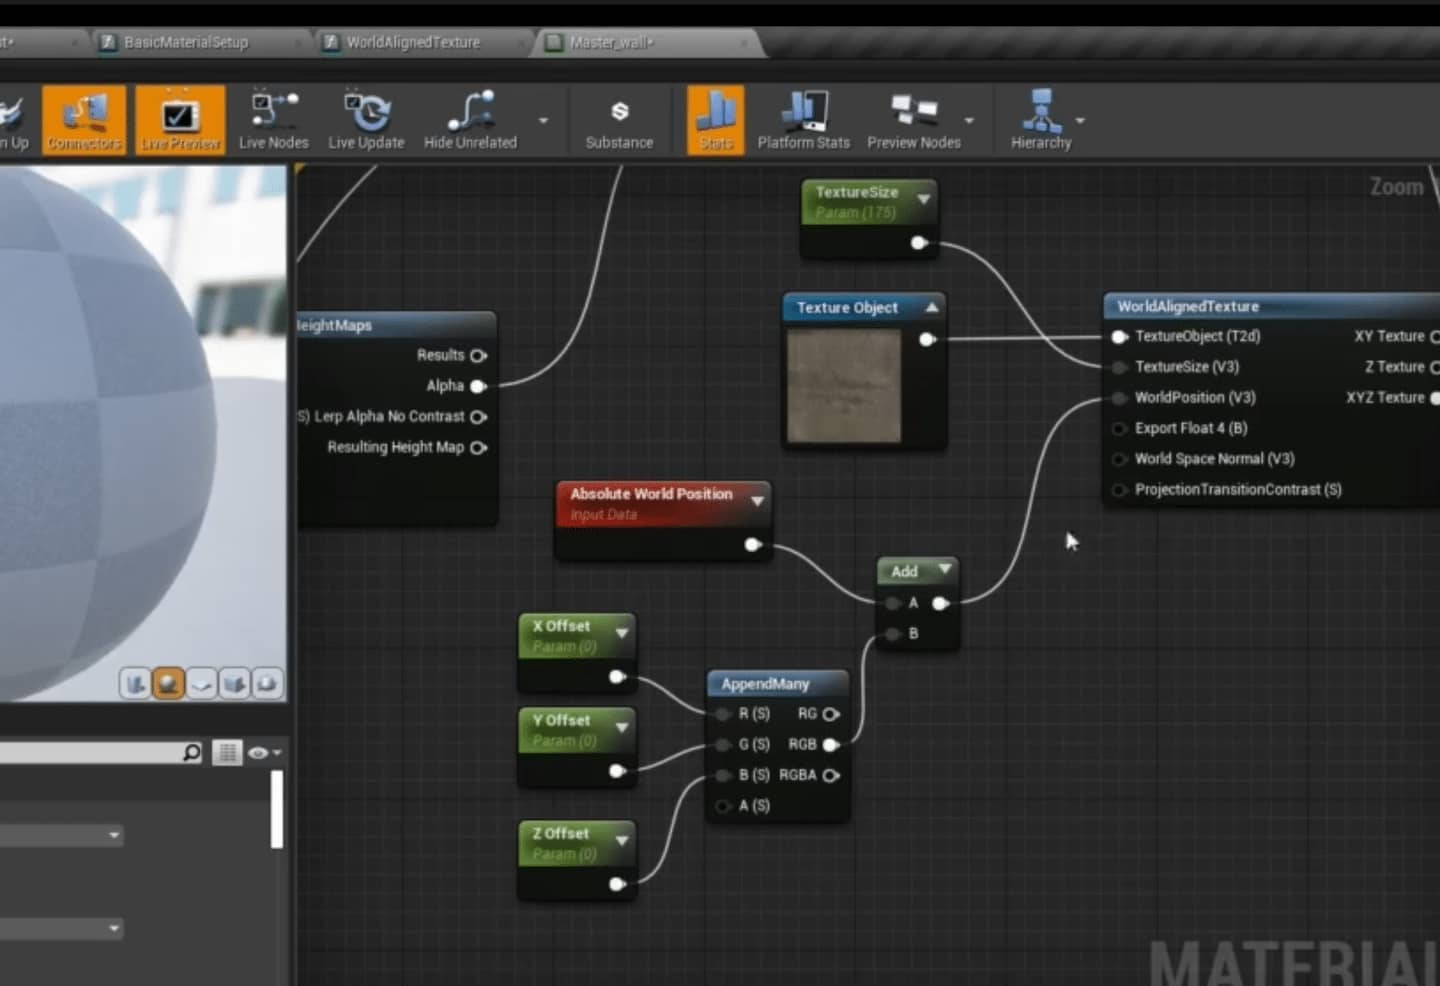 BasicMaterialSetup
WorldAlignedTexture
Master_wall*
n Up
Connectors
Live Preview
Live Nodes
Live Update
Hide Unrelated
Substance
Stats
Platform Stats
Preview Nodes
Hierarchy
Zoom
TextureSize
Param (175)
Texture Object
WorldAlignedTexture
TextureObject (T2d)
XY Texture
TextureSize (V3)
Z Texture
WorldPosition (V3)
XYZ Texture
Export Float 4 (B)
World Space Normal (V3)
ProjectionTransitionContrast (S)
leightMaps
Results
Alpha
S) Lerp Alpha No Contrast
Resulting Height Map
Absolute World Position
Input Data
Add
A
B
X Offset
Param (0)
Y Offset
Param (0)
Z Offset
Param (0)
AppendMany
R (S) RG
G (S) RGB
B (S) RGBA
A (S)
MATERIAL